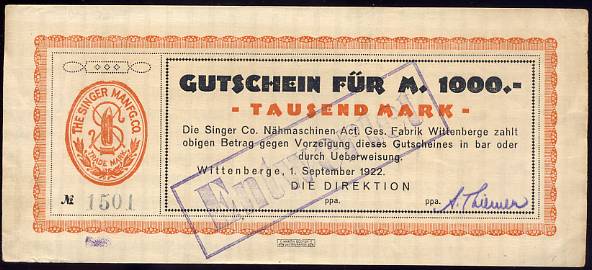 GUTSCHEIN FÜR M. 1000.-
- TAUSEND MARK -
THE SINGER MANFG. CO.
TRADE MARK
Die Singer Co. Nähmaschinen Act. Ges. Fabrik Wittenberge zahlt
obigen Betrag gegen Vorzeigung dieses Gutscheines in bar oder
durch Ueberweisung.
Wittenberge, 1. September 1922.
DIE DIREKTION
ppa. ppa. A. Thiemer
№ 1501
Entwertet